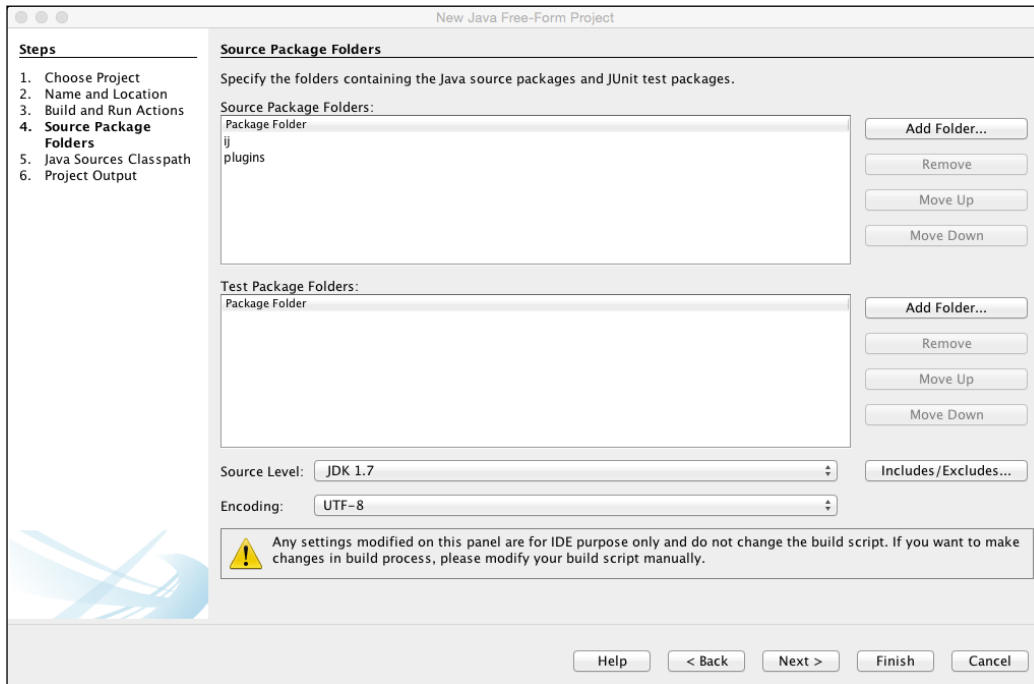 New Java Free-Form Project
Steps
1. Choose Project
2. Name and Location
3. Build and Run Actions
4. Source Package
Folders
5. Java Sources Classpath
6. Project Output
Source Package Folders
Specify the folders containing the Java source packages and JUnit test packages.
Source Package Folders:
Package Folder
ij
plugins
Add Folder...
Remove
Move Up
Move Down
Test Package Folders:
Package Folder
Add Folder...
Remove
Move Up
Move Down
Source Level: JDK 1.7
Includes/Excludes...
Encoding: UTF-8
Any settings modified on this panel are for IDE purpose only and do not change the build script. If you want to make
changes in build process, please modify your build script manually.
Help < Back Next > Finish Cancel